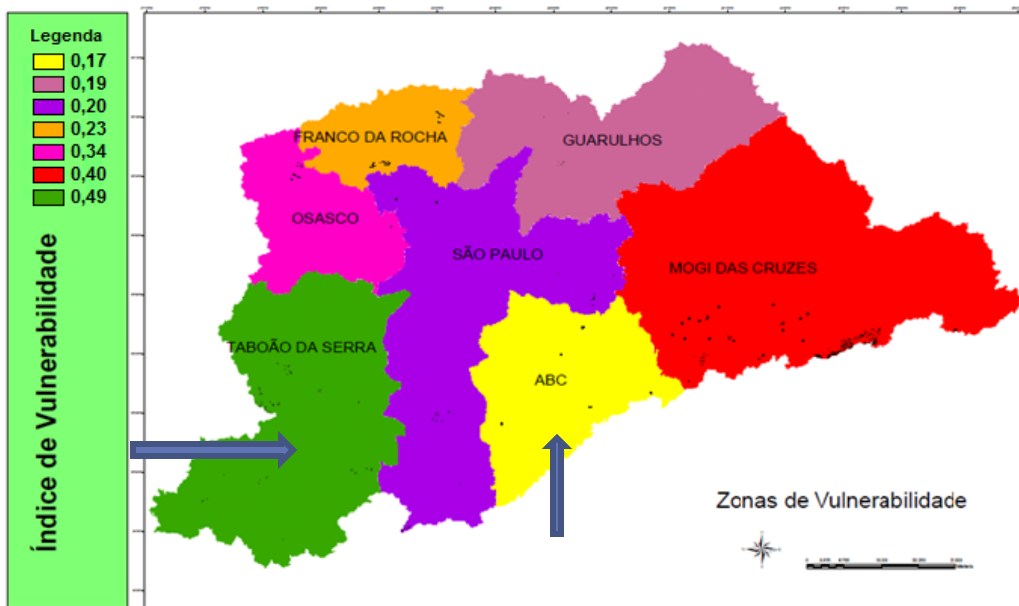 Legenda
0,17
0,19
0,20
0,23
0,34
0,40
0,49
Índice de Vulnerabilidade
FRANCO DA ROCHA
GUARULHOS
OSASCO
SÃO PAULO
MOGI DAS CRUZES
TABOÃO DA SERRA
ABC
Zonas de Vulnerabilidade